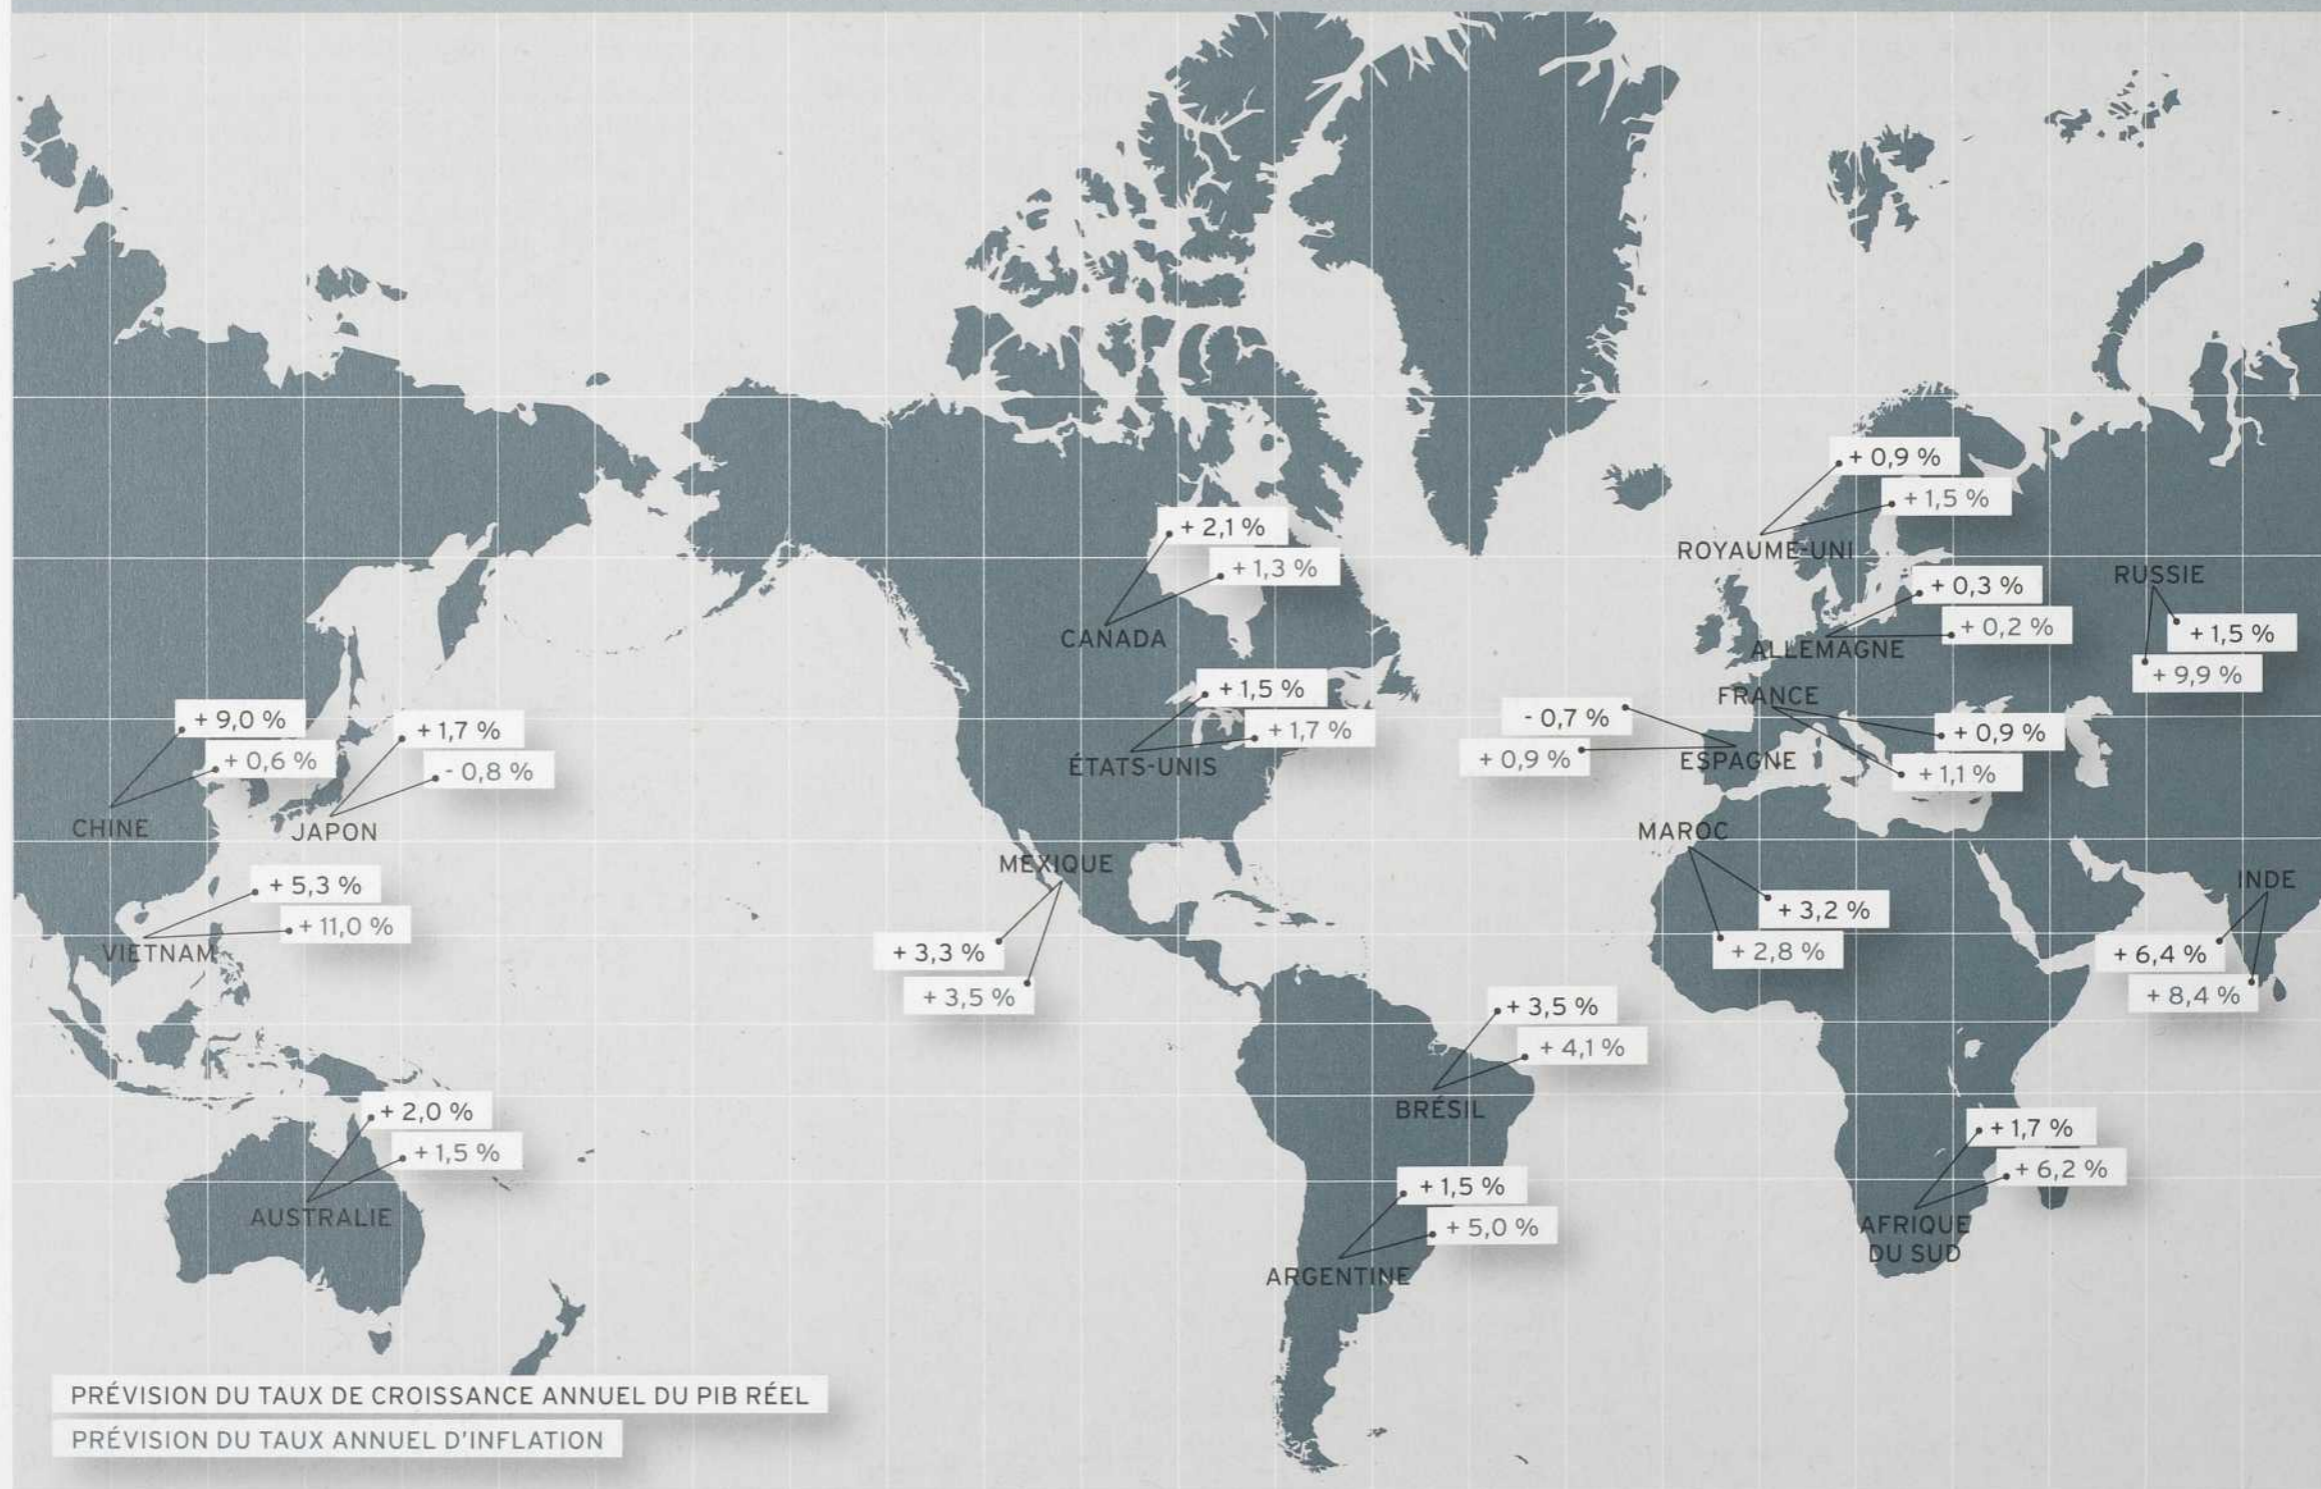 ROYAUME-UNI
+ 0,9 %
+ 1,5 %
CANADA
+ 2,1 %
+ 1,3 %
ALLEMAGNE
+ 0,3 %
+ 0,2 %
RUSSIE
+ 1,5 %
+ 9,9 %
ÉTATS-UNIS
+ 1,5 %
+ 1,7 %
FRANCE
+ 0,9 %
+ 1,1 %
ESPAGNE
- 0,7 %
+ 0,9 %
CHINE
+ 9,0 %
+ 0,6 %
JAPON
+ 1,7 %
- 0,8 %
VIETNAM
+ 5,3 %
+ 11,0 %
MEXIQUE
+ 3,3 %
+ 3,5 %
MAROC
+ 3,2 %
+ 2,8 %
INDE
+ 6,4 %
+ 8,4 %
BRÉSIL
+ 3,5 %
+ 4,1 %
AUSTRALIE
+ 2,0 %
+ 1,5 %
ARGENTINE
+ 1,5 %
+ 5,0 %
AFRIQUE
DU SUD
+ 1,7 %
+ 6,2 %
PRÉVISION DU TAUX DE CROISSANCE ANNUEL DU PIB RÉEL
PRÉVISION DU TAUX ANNUEL D'INFLATION